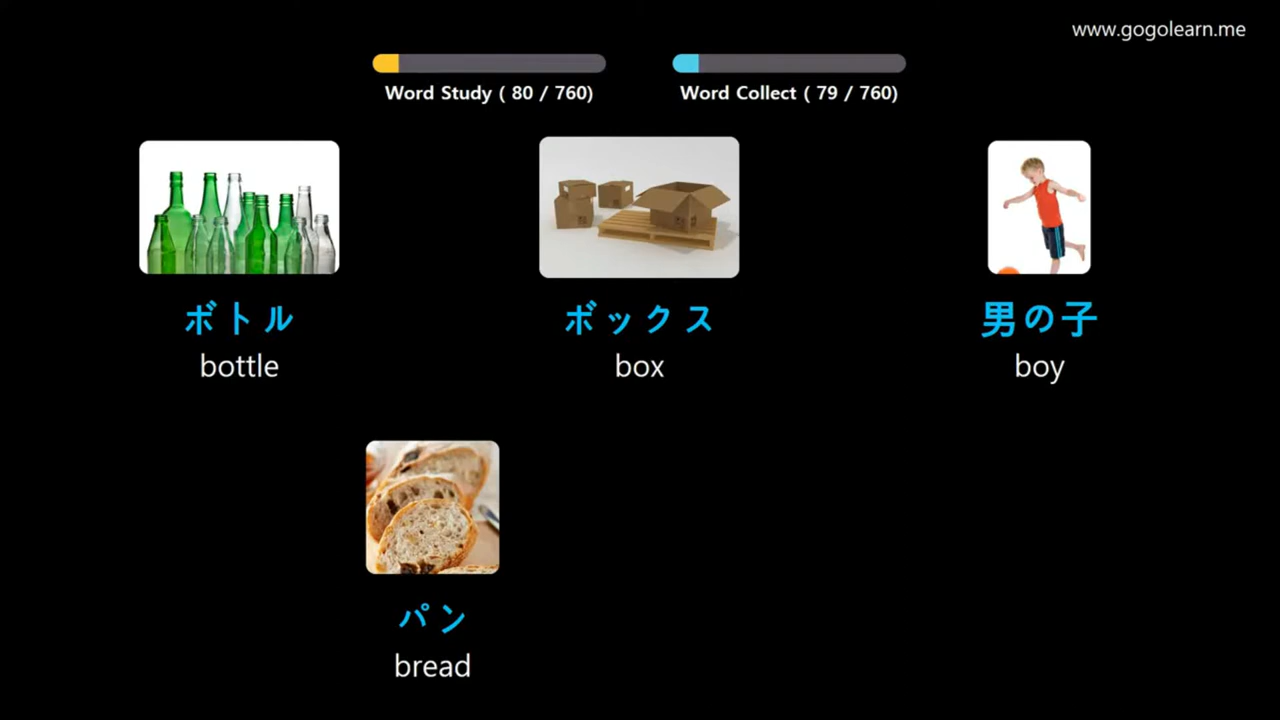 www.gogolearn.me
Word Study ( 80 / 760)
Word Collect ( 79 / 760)
ボトル
bottle
ボックス
box
男の子
boy
パン
bread